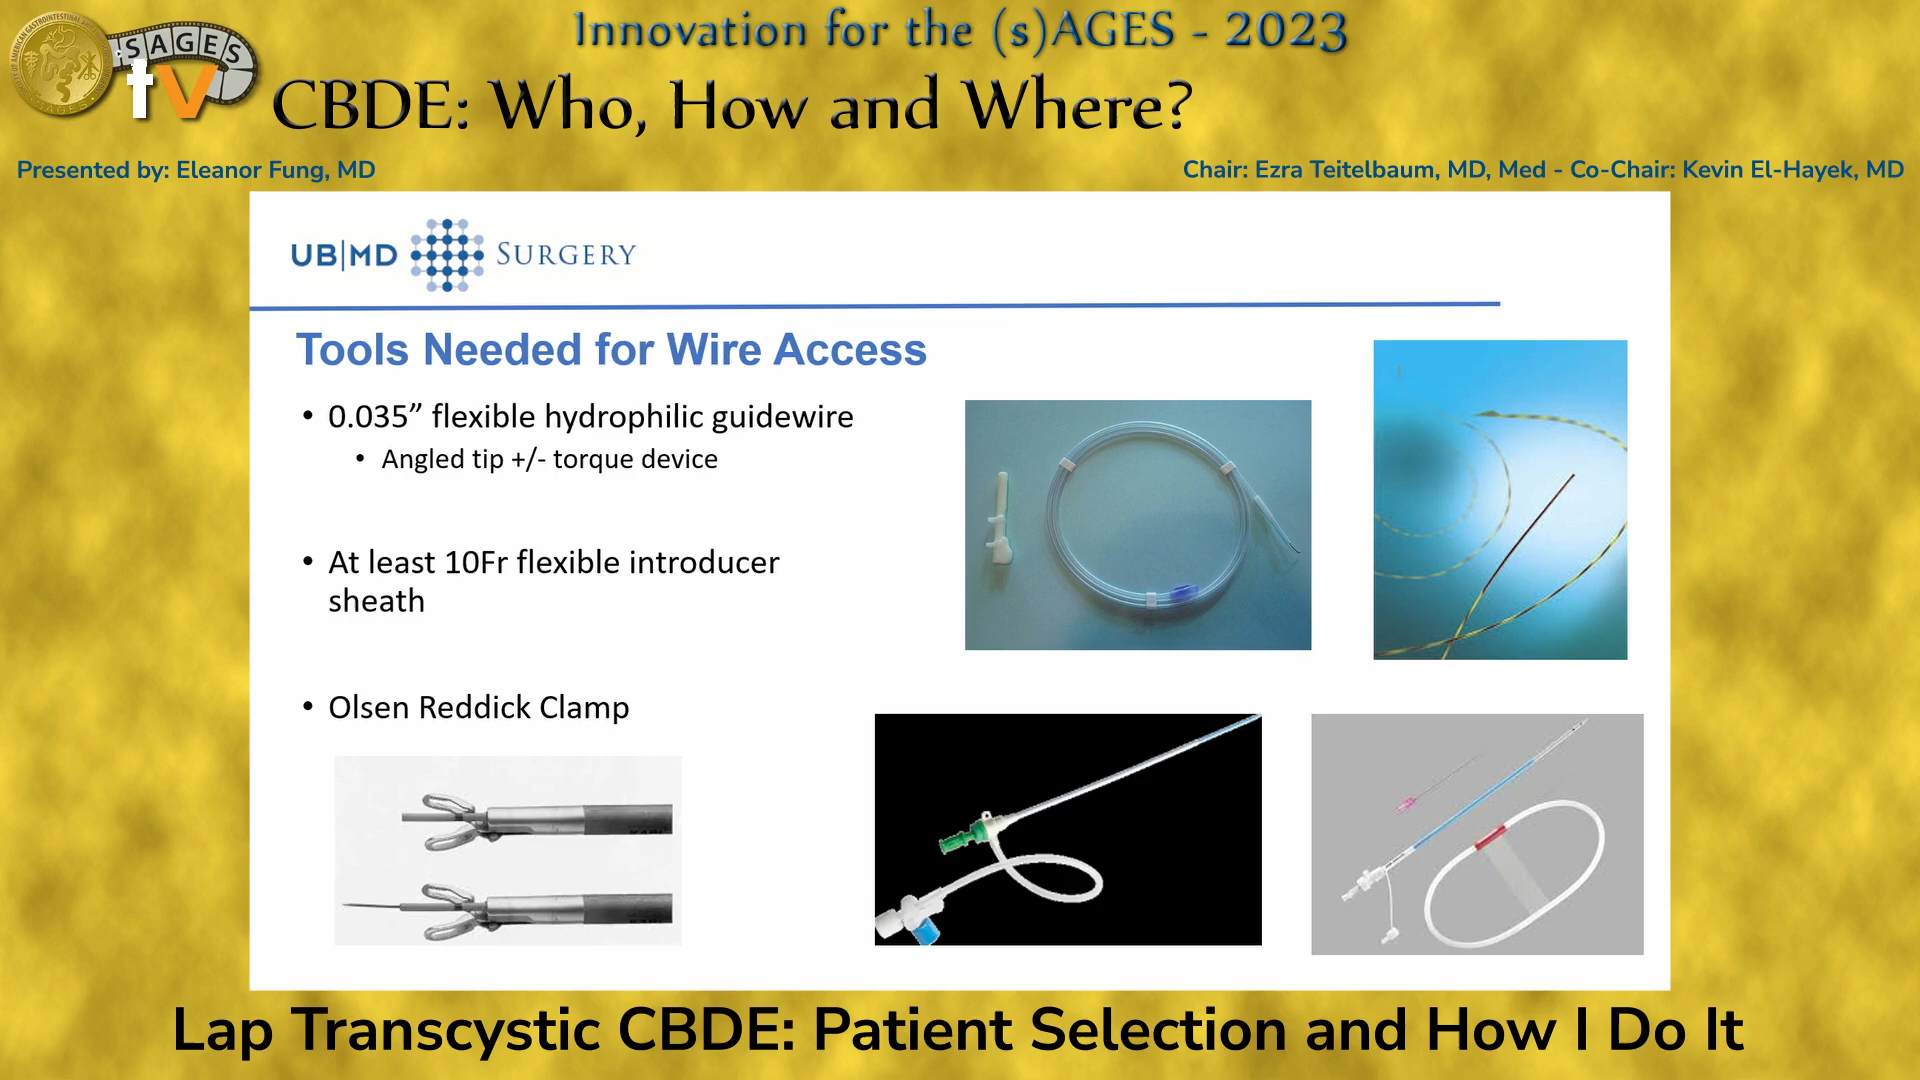 Innovation for the (s)AGES - 2023
SAGES
tv
CBDE: Who, How and Where?
Presented by: Eleanor Fung, MD
Chair: Ezra Teitelbaum, MD, Med - Co-Chair: Kevin El-Hayek, MD
UB|MD SURGERY
Tools Needed for Wire Access
• 0.035” flexible hydrophilic guidewire
• Angled tip +/- torque device
• At least 10Fr flexible introducer
sheath
• Olsen Reddick Clamp
Lap Transcystic CBDE: Patient Selection and How I Do It